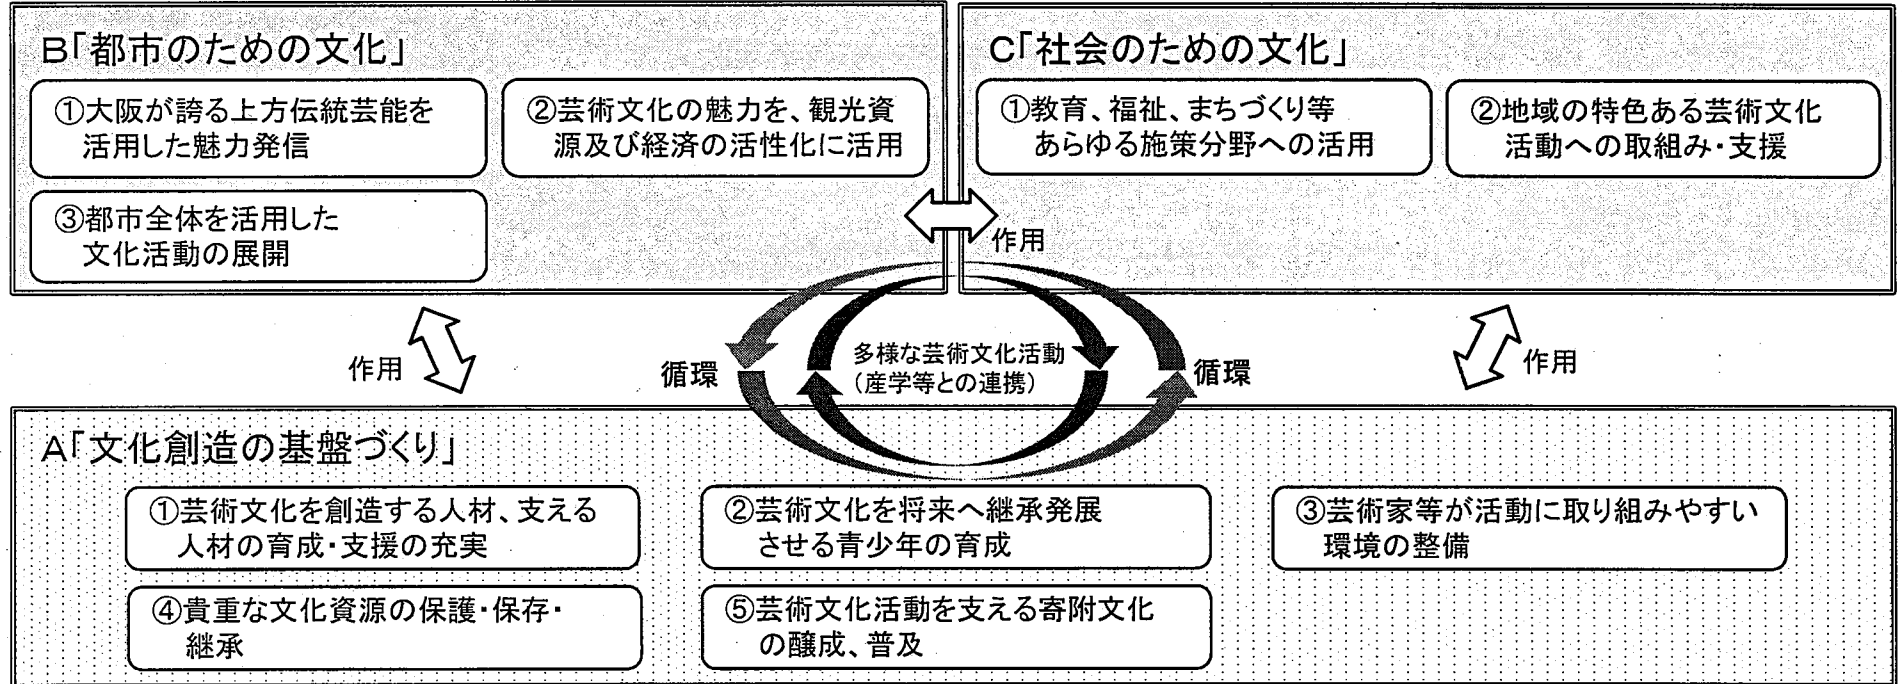 B「都市のための文化」
①大阪が誇る上方伝統芸能を
活用した魅力発信
②芸術文化の魅力を、観光資
源及び経済の活性化に活用
③都市全体を活用した
文化活動の展開
C「社会のための文化」
①教育、福祉、まちづくり等
あらゆる施策分野への活用
②地域の特色ある芸術文化
活動への取組み・支援
作用
作用
循環
多様な芸術文化活動
（産学等との連携）
循環
作用
A「文化創造の基盤づくり」
①芸術文化を創造する人材、支える
人材の育成・支援の充実
②芸術文化を将来へ継承発展
させる青少年の育成
③芸術家等が活動に取り組みやすい
環境の整備
④貴重な文化資源の保護・保存・
継承
⑤芸術文化活動を支える寄附文化
の醸成、普及